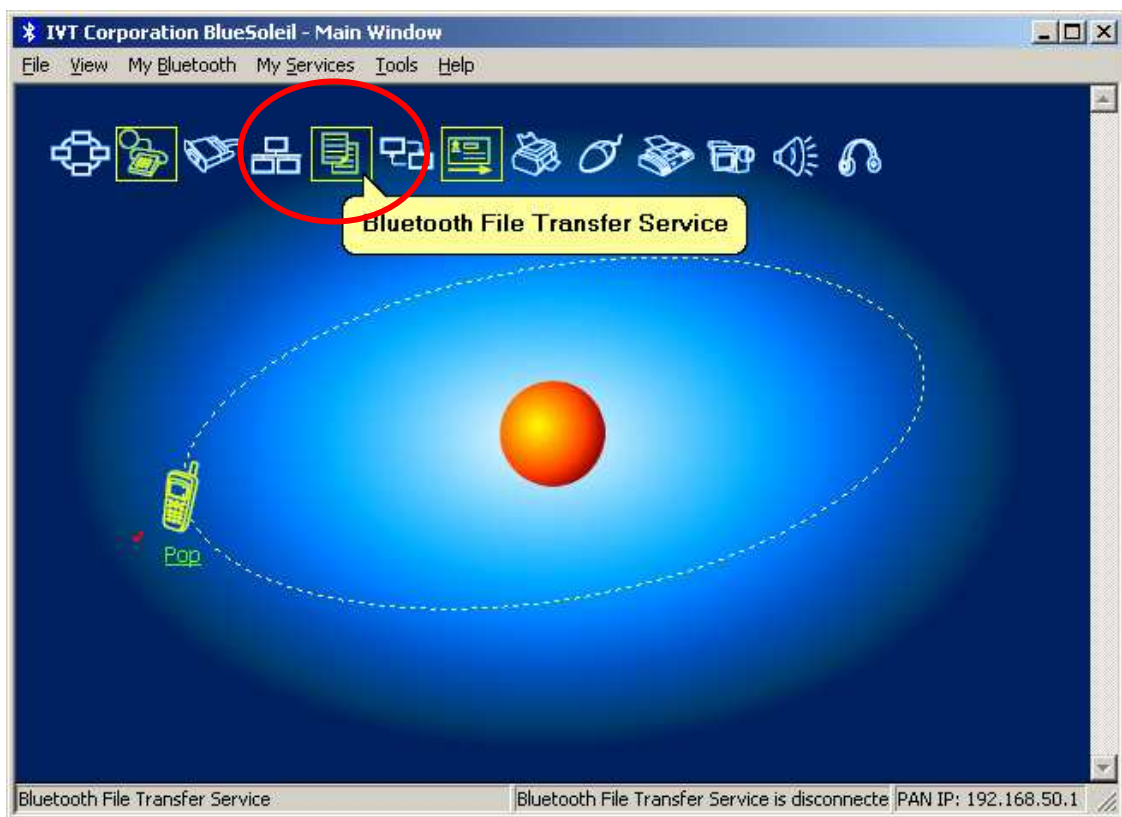 IVT Corporation BlueSoleil - Main Window
File View My Bluetooth My Services Tools Help
Bluetooth File Transfer Service
Pop
Bluetooth File Transfer Service Bluetooth File Transfer Service is disconnecte PAN IP: 192.168.50.1